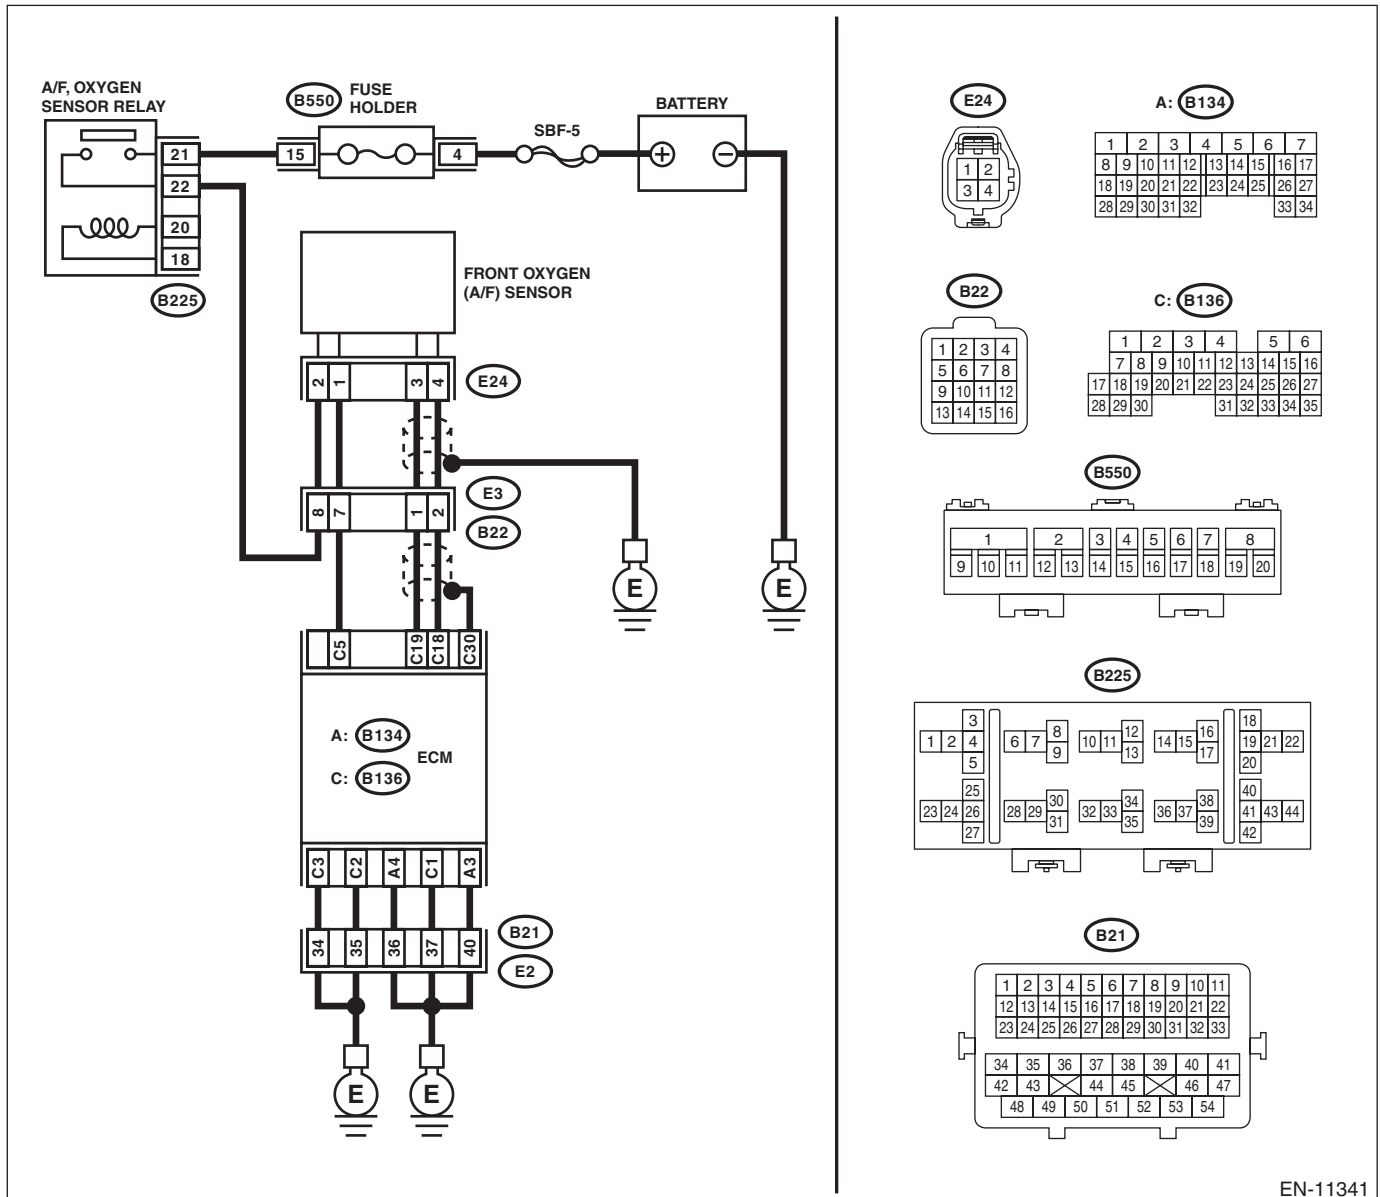 A/F, OXYGEN
SENSOR RELAY
B550
FUSE
HOLDER
SBF-5
BATTERY
21
22
20
18
15
4
B225
FRONT OXYGEN
(A/F) SENSOR
2 1 3 4
E24
E3
8 7 1 2
B22
E
E
C5 C19 C18 C30
A: B134
ECM
C: B136
C3 C2 A4 C1 A3
B21
34 35 36 37 40
E2
E
E
E24
1 2
3 4
A: B134
1 2 3 4 5 6 7
8 9 10 11 12 13 14 15 16 17
18 19 20 21 22 23 24 25 26 27
28 29 30 31 32 33 34
B22
1 2 3 4
5 6 7 8
9 10 11 12
13 14 15 16
C: B136
1 2 3 4 5 6
7 8 9 10 11 12 13 14 15 16
17 18 19 20 21 22 23 24 25 26 27
28 29 30 31 32 33 34 35
B550
1 2 3 4 5 6 7 8
9 10 11 12 13 14 15 16 17 18 19 20
B225
3 8 12 16 18
1 2 4 6 7 10 11 14 15 19 21 22
5 9 13 17 20
25 30 34 38 40
23 24 26 28 29 32 33 36 37 41 43 44
27 31 35 39 42
B21
1 2 3 4 5 6 7 8 9 10 11
12 13 14 15 16 17 18 19 20 21 22
23 24 25 26 27 28 29 30 31 32 33
34 35 36 37 38 39 40 41
42 43 44 45 46 47
48 49 50 51 52 53 54
EN-11341